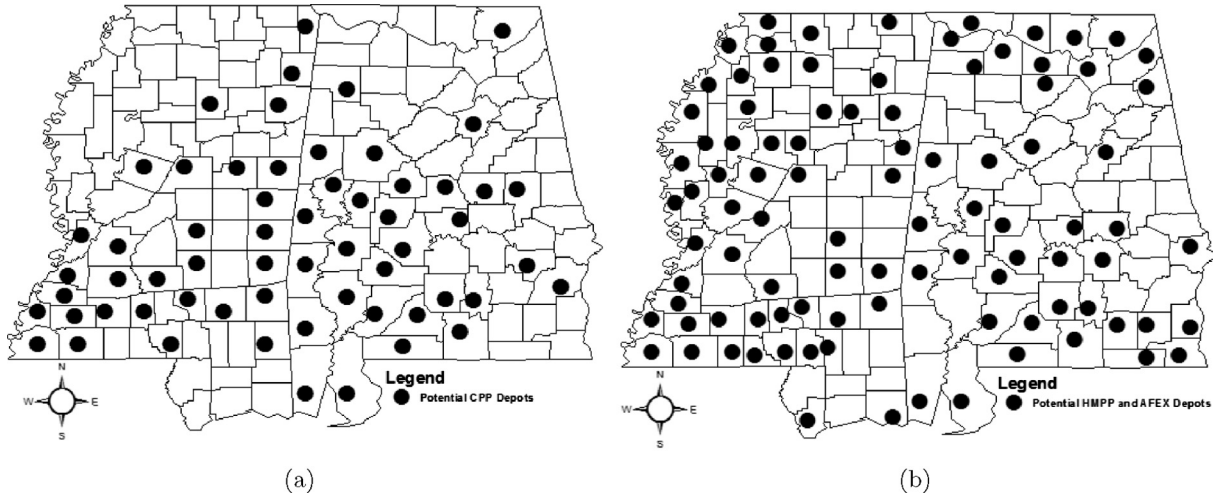 N
W E
S
Legend
Potential CPP Depots
(a)
N
W E
S
Legend
Potential HMPP and AFEX Depots
(b)